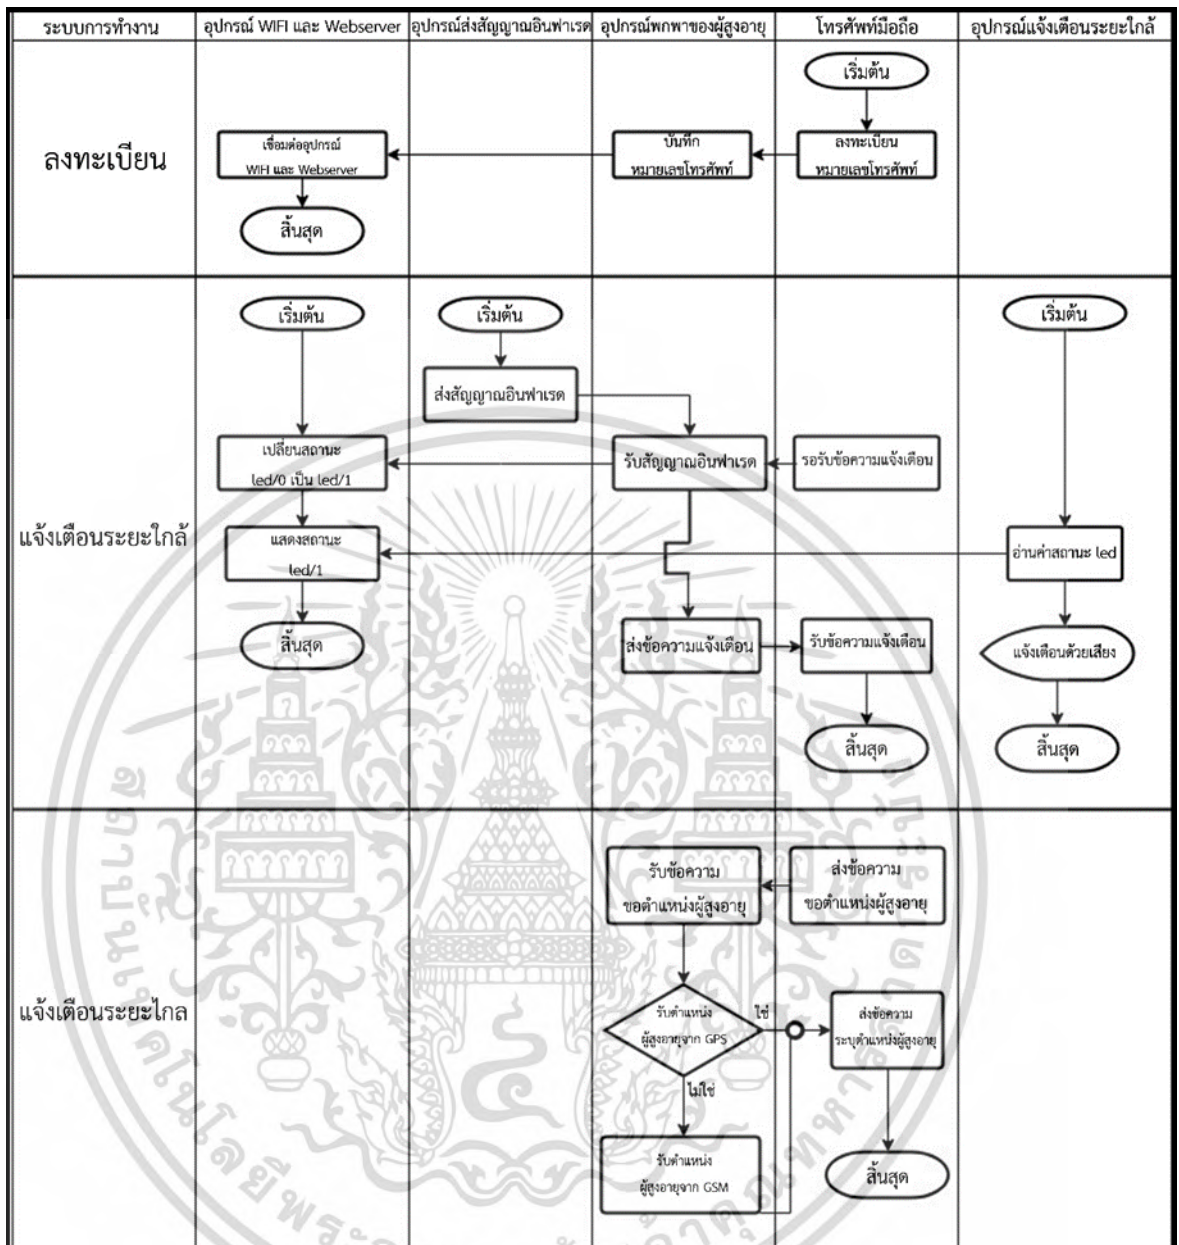 ระบบการทำงาน
อุปกรณ์ WIFI และ Webserver
อุปกรณ์ส่งสัญญาณอินฟาเรด
อุปกรณ์พกพาของผู้สูงอายุ
โทรศัพท์มือถือ
อุปกรณ์แจ้งเตือนระยะใกล้
ลงทะเบียน
เริ่มต้น
ลงทะเบียน
หมายเลขโทรศัพท์
บันทึก
หมายเลขโทรศัพท์
เชื่อมต่ออุปกรณ์
WIFI และ Webserver
สิ้นสุด
แจ้งเตือนระยะใกล้
เริ่มต้น
เริ่มต้น
เริ่มต้น
ส่งสัญญาณอินฟาเรด
เปลี่ยนสถานะ
led/0 เป็น led/1
รับสัญญาณอินฟาเรด
รอรับข้อความแจ้งเตือน
แสดงสถานะ
led/1
อ่านค่าสถานะ led
สิ้นสุด
ส่งข้อความแจ้งเตือน
รับข้อความแจ้งเตือน
แจ้งเตือนด้วยเสียง
สิ้นสุด
สิ้นสุด
แจ้งเตือนระยะไกล
รับข้อความ
ขอตำแหน่งผู้สูงอายุ
ส่งข้อความ
ขอตำแหน่งผู้สูงอายุ
รับตำแหน่ง
ผู้สูงอายุจาก GPS
ใช่
ส่งข้อความ
ระบุตำแหน่งผู้สูงอายุ
ไม่ใช่
รับตำแหน่ง
ผู้สูงอายุจาก GSM
สิ้นสุด